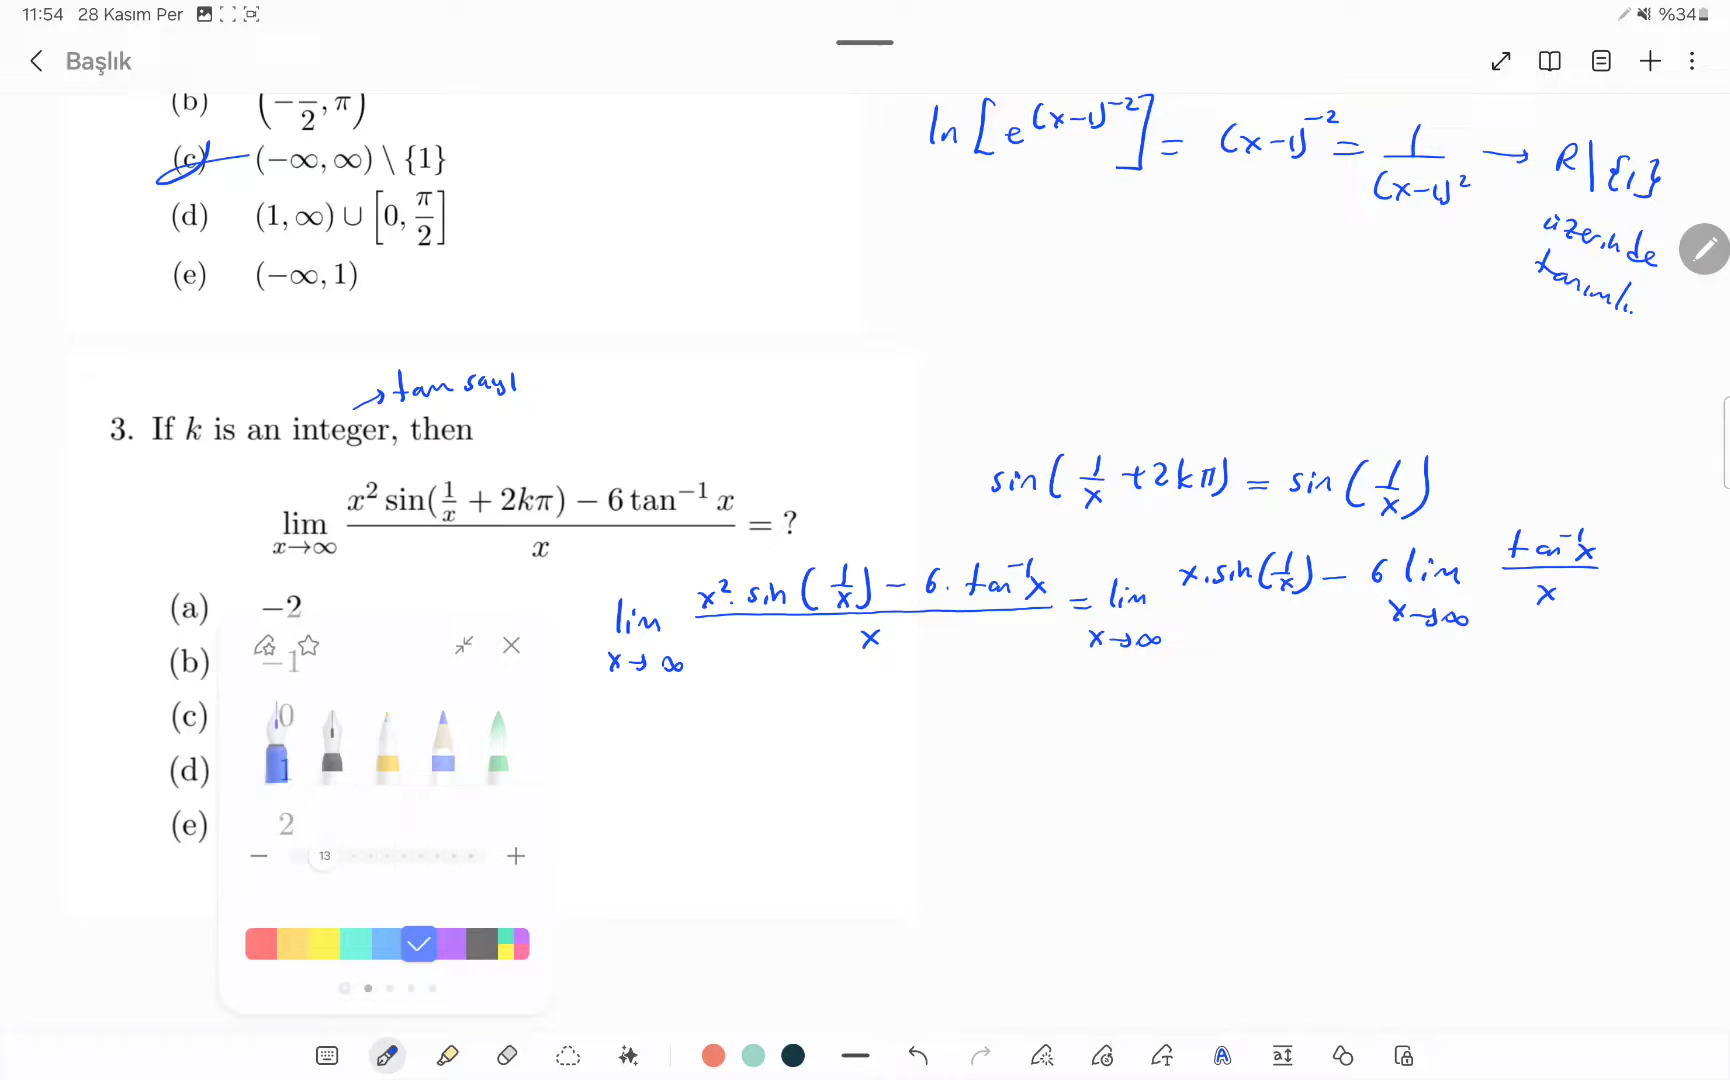 11:54 28 Kasım Per %34
Başlık
(b) (−π/2, π)
(c) (−∞, ∞) \ {1}
(d) (1, ∞) ∪ [0, π/2]
(e) (−∞, 1)
ln[e^(x-1)^-2] = (x-1)^-2 = 1/(x-1)^2 → R|{1}
üzerinde
tanımlı.
→ tam sayı
3. If k is an integer, then
lim x→∞ (x² sin(1/x + 2kπ) − 6 tan⁻¹ x)/x = ?
(a) −2
(b) −1
(c) 0
(d) 1
(e) 2
sin(1/x + 2kπ) = sin(1/x)
lim x→∞ (x². sin(1/x) − 6. tan⁻¹x)/x = lim x→∞ x.sin(1/x) − 6 lim x→∞ tan⁻¹x/x
13